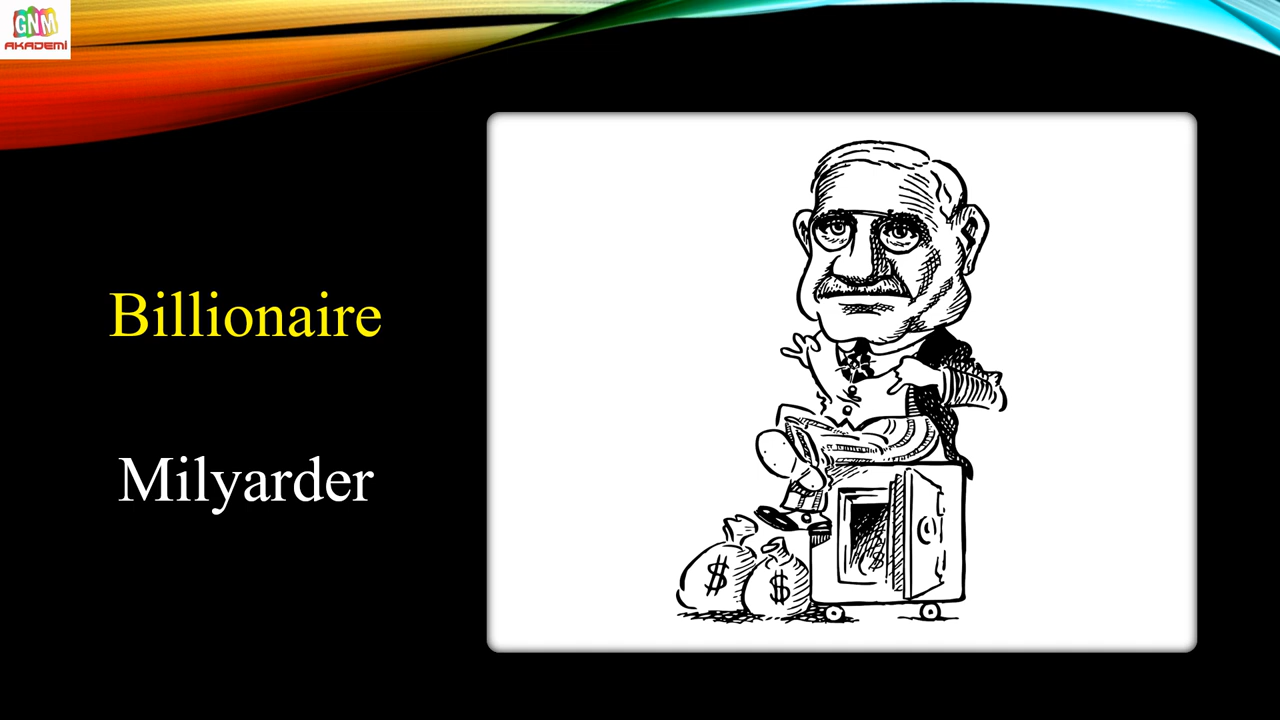 GNM
AKADEMİ
Billionaire
Milyarder
$
$